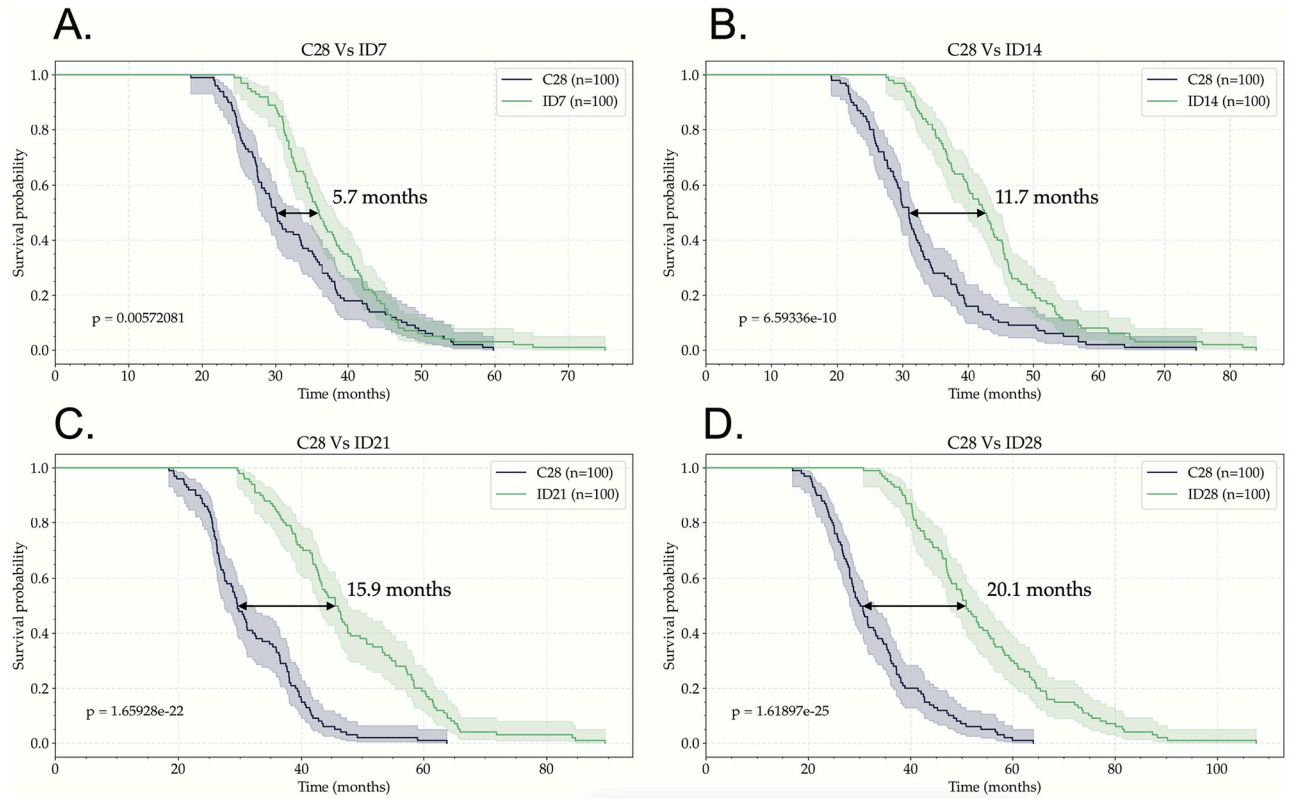 A.
C28 Vs ID7
C28 (n=100)
ID7 (n=100)
5.7 months
p = 0.00572081
Survival probability
1.0
0.8
0.6
0.4
0.2
0.0
0 10 20 30 40 50 60 70
Time (months)
B.
C28 Vs ID14
C28 (n=100)
ID14 (n=100)
11.7 months
p = 6.59336e-10
Survival probability
1.0
0.8
0.6
0.4
0.2
0.0
0 10 20 30 40 50 60 70 80
Time (months)
C.
C28 Vs ID21
C28 (n=100)
ID21 (n=100)
15.9 months
p = 1.65928e-22
Survival probability
1.0
0.8
0.6
0.4
0.2
0.0
0 20 40 60 80
Time (months)
D.
C28 Vs ID28
C28 (n=100)
ID28 (n=100)
20.1 months
p = 1.61897e-25
Survival probability
1.0
0.8
0.6
0.4
0.2
0.0
0 20 40 60 80 100
Time (months)